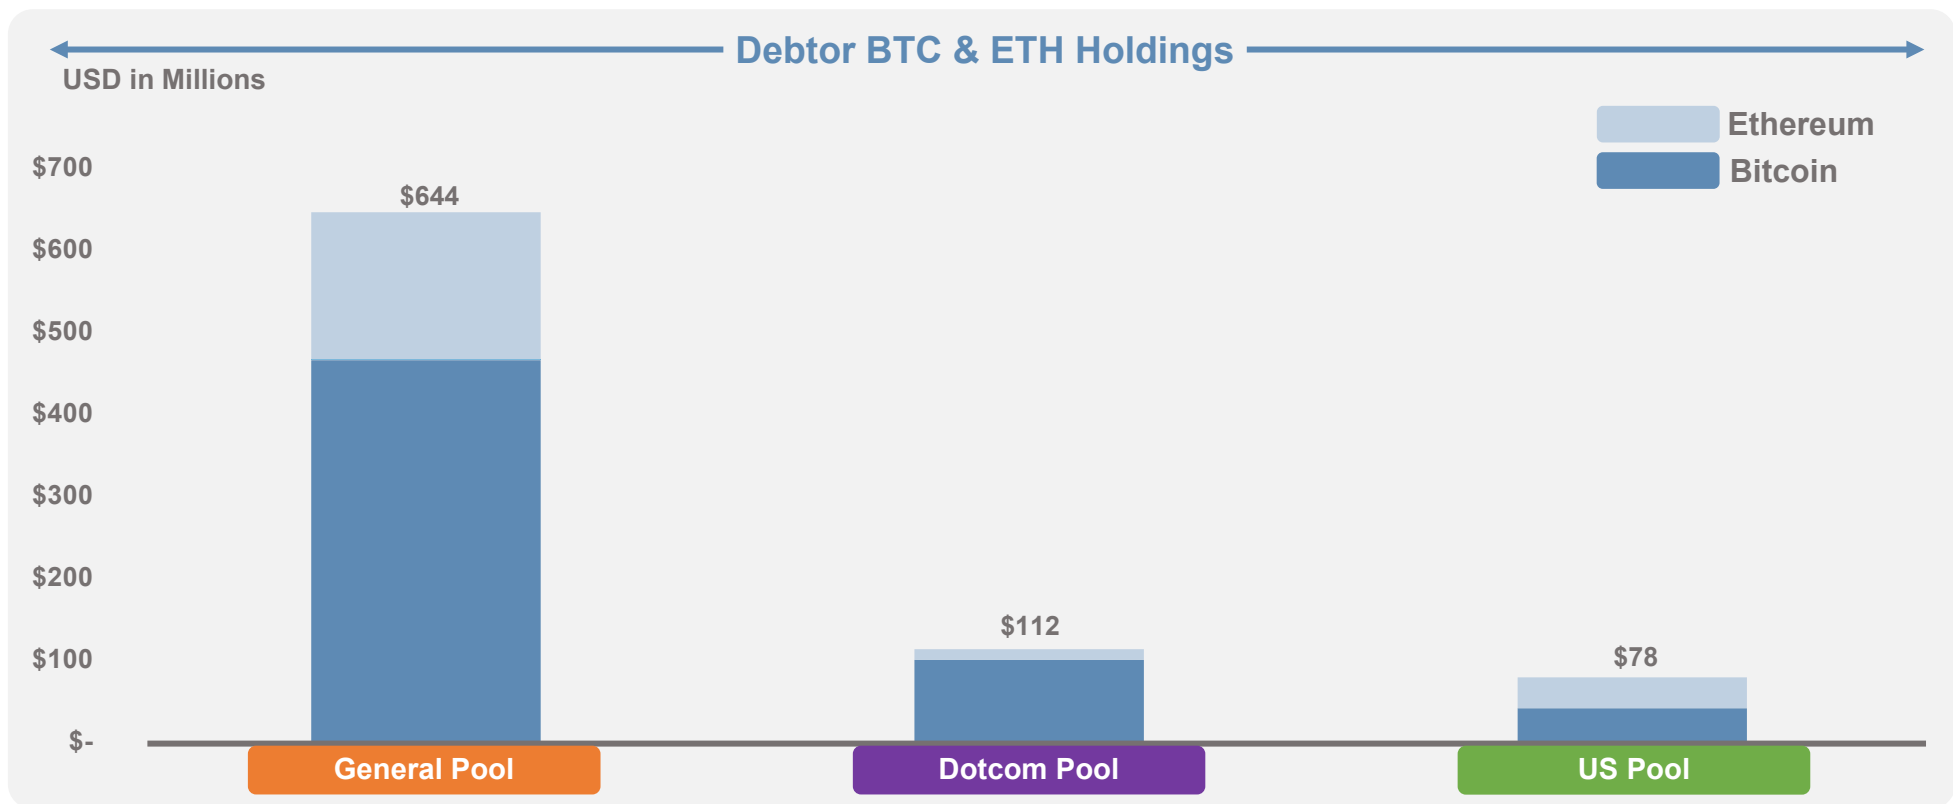 Debtor BTC & ETH Holdings
USD in Millions
Ethereum
Bitcoin
$700
$600
$500
$400
$300
$200
$100
$-
$644
$112
$78
General Pool
Dotcom Pool
US Pool